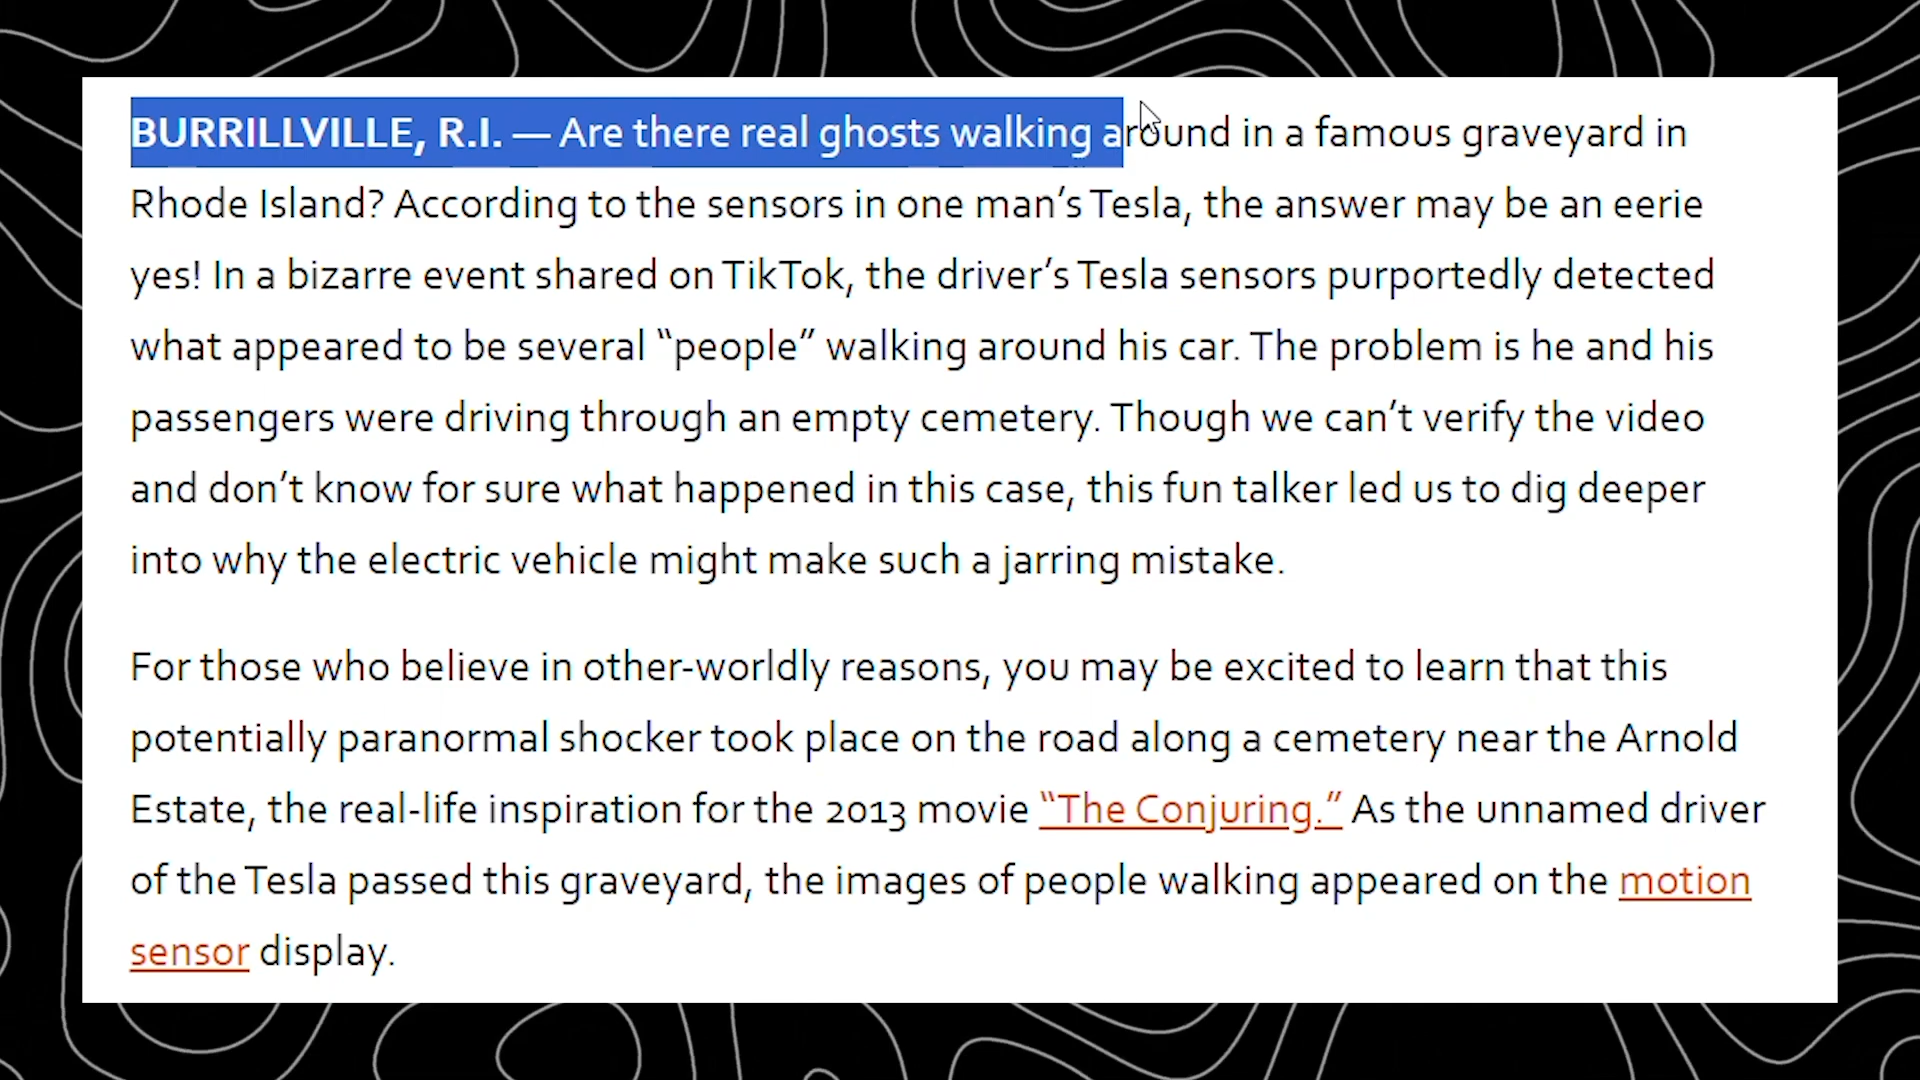 BURRILLVILLE, R.I. — Are there real ghosts walking around in a famous graveyard in
Rhode Island? According to the sensors in one man’s Tesla, the answer may be an eerie
yes! In a bizarre event shared on TikTok, the driver’s Tesla sensors purportedly detected
what appeared to be several “people” walking around his car. The problem is he and his
passengers were driving through an empty cemetery. Though we can’t verify the video
and don’t know for sure what happened in this case, this fun talker led us to dig deeper
into why the electric vehicle might make such a jarring mistake.
For those who believe in other-worldly reasons, you may be excited to learn that this
potentially paranormal shocker took place on the road along a cemetery near the Arnold
Estate, the real-life inspiration for the 2013 movie “The Conjuring.” As the unnamed driver
of the Tesla passed this graveyard, the images of people walking appeared on the motion
sensor display.